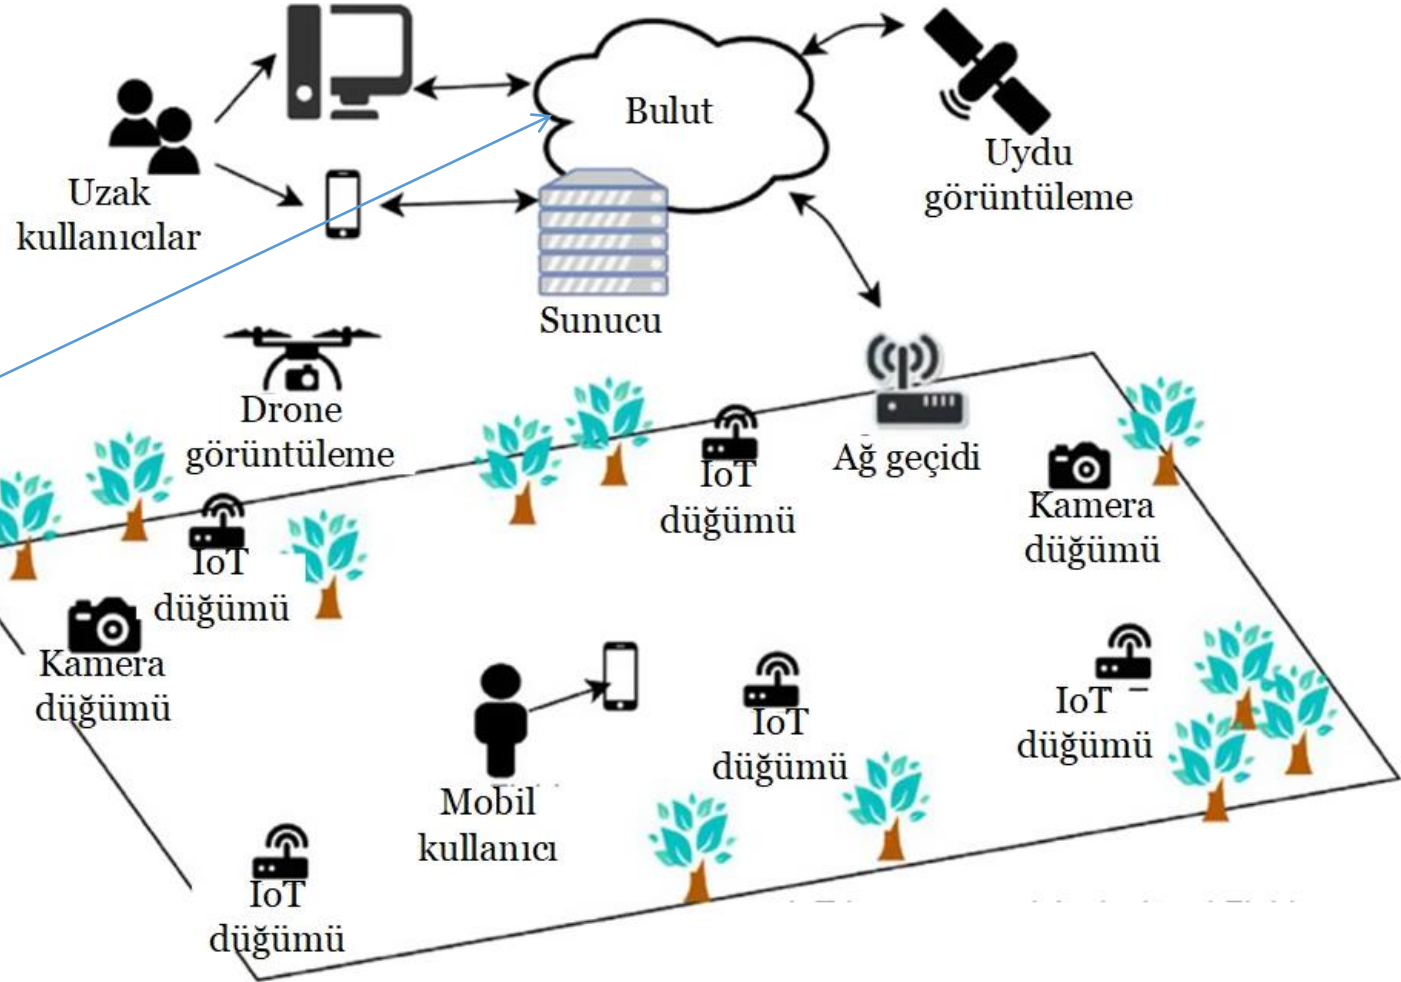 Bulut
Uydu
görüntüleme
Uzak
kullanıcılar
Sunucu
Drone
görüntüleme
Ağ geçidi
IoT
düğümü
Kamera
düğümü
IoT
düğümü
Kamera
düğümü
IoT
düğümü
IoT
düğümü
Mobil
kullanıcı
IoT
düğümü